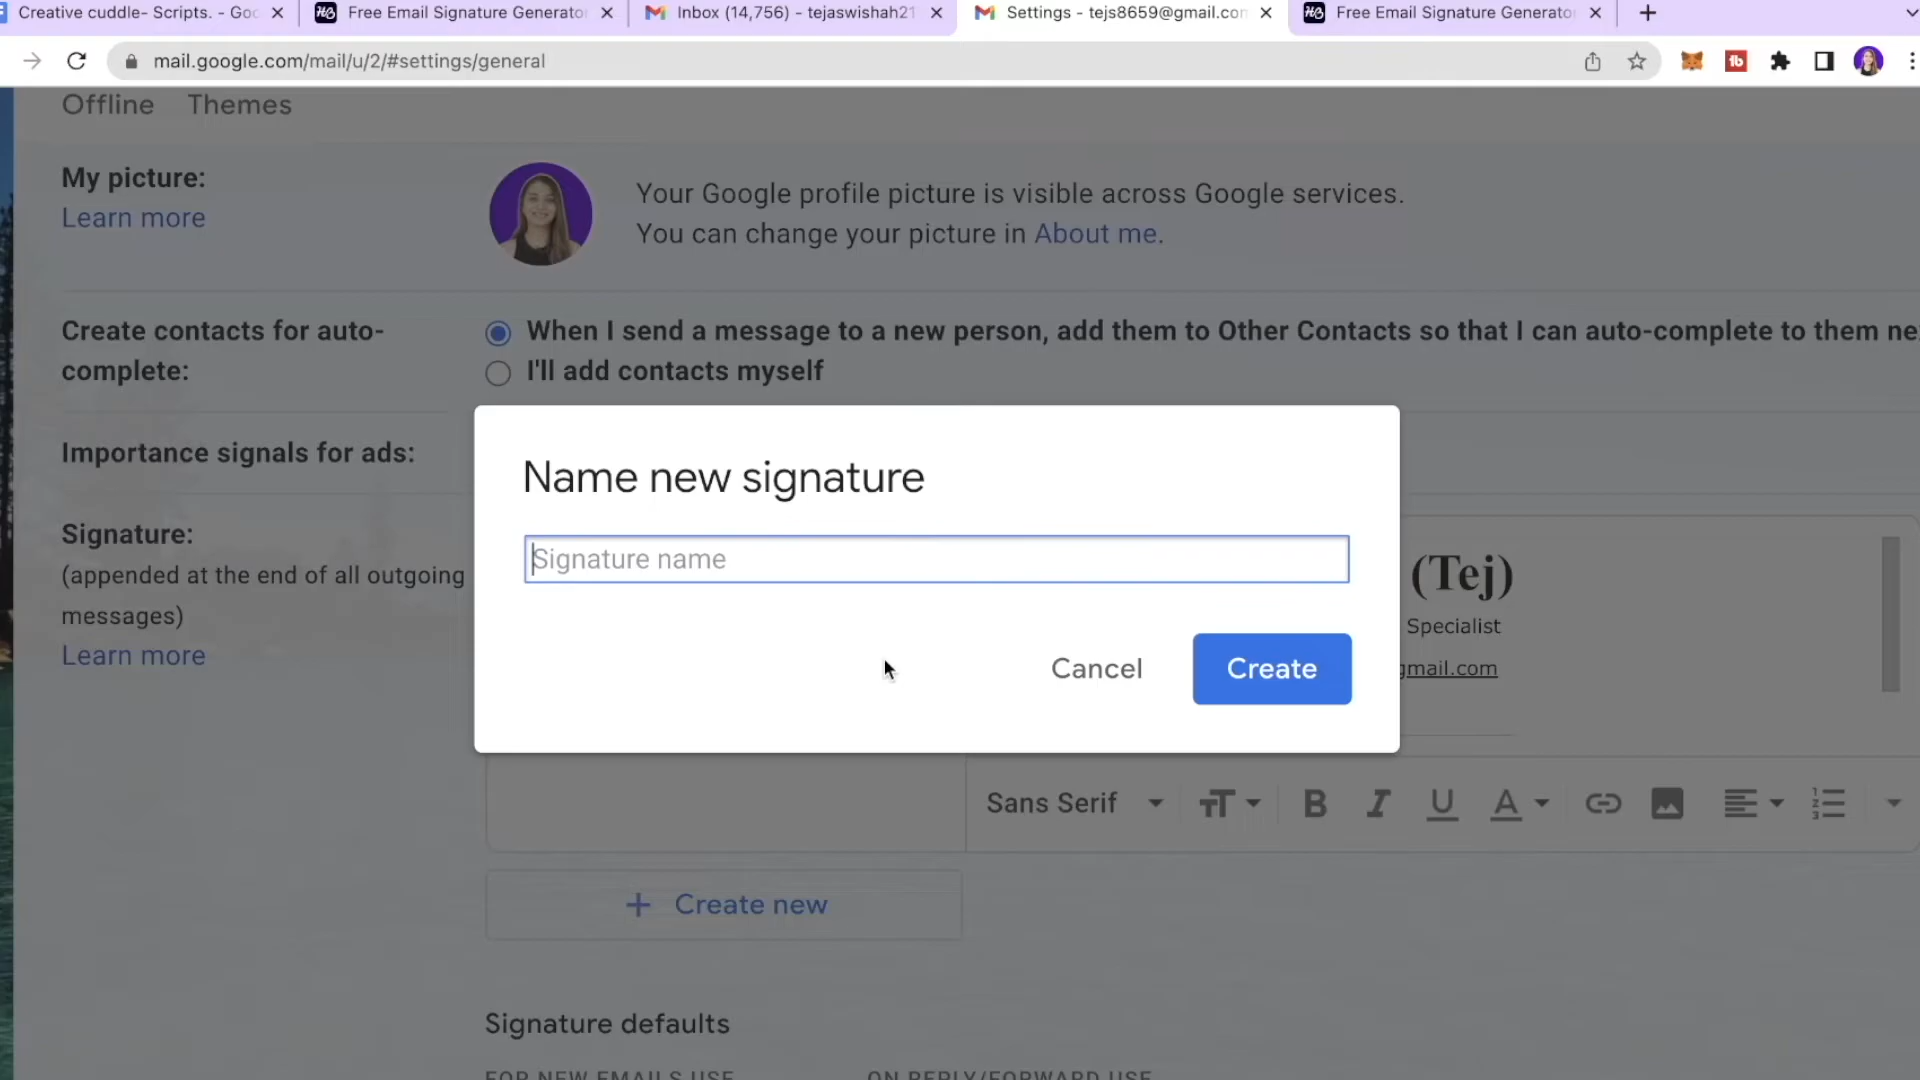 Creative cuddle- Scripts. - Goo
Free Email Signature Generator
Inbox (14,756) - tejaswishah21
Settings - tejs8659@gmail.com
Free Email Signature Generator
mail.google.com/mail/u/2/#settings/general
Offline Themes
My picture:
Learn more
Your Google profile picture is visible across Google services.
You can change your picture in About me.
Create contacts for auto-
complete:
When I send a message to a new person, add them to Other Contacts so that I can auto-complete to them ne
I'll add contacts myself
Importance signals for ads:
Name new signature
Signature name
Cancel
Create
Signature:
(appended at the end of all outgoing
messages)
Learn more
(Tej)
Specialist
gmail.com
Sans Serif
Create new
Signature defaults
FOR NEW EMAILS USE
ON REPLY/FORWARD USE